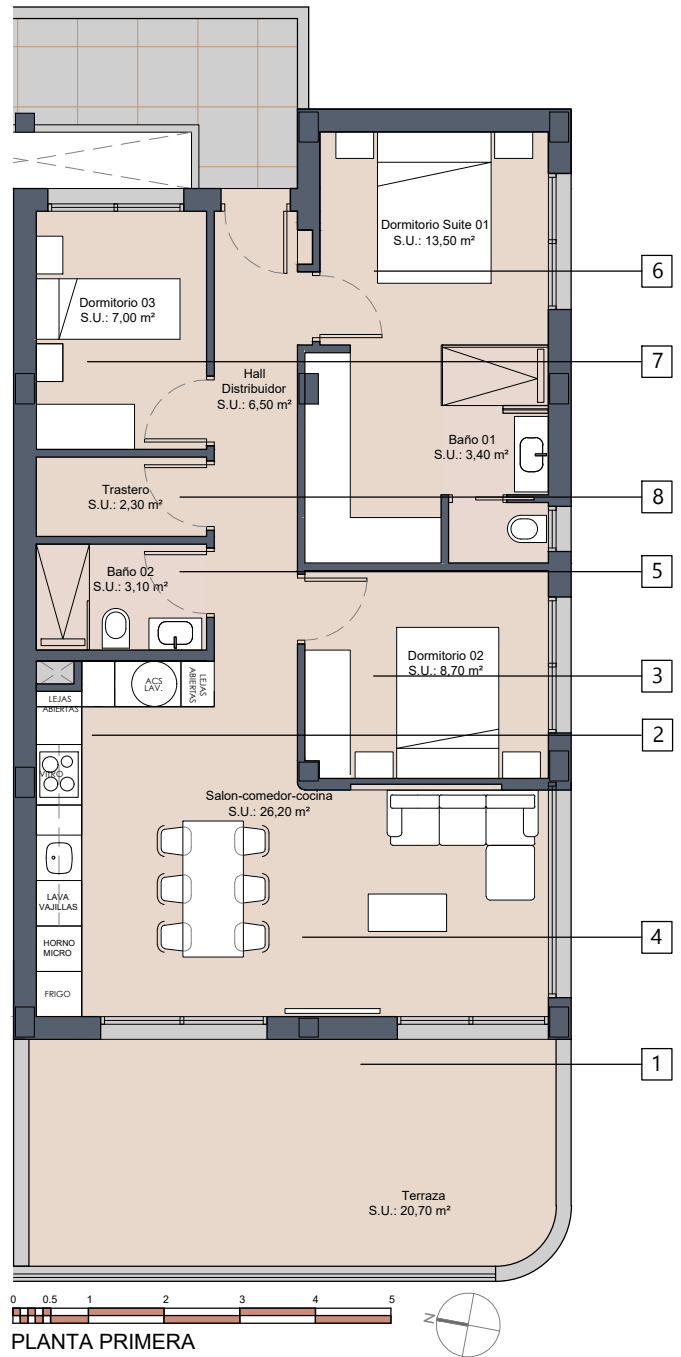 Dormitorio Suite 01
S.U.: 13,50 m²
6
Dormitorio 03
S.U.: 7,00 m²
7
Hall
Distribuidor
S.U.: 6,50 m²
Baño 01
S.U.: 3,40 m²
Trastero
S.U.: 2,30 m²
8
Baño 02
S.U.: 3,10 m²
5
Dormitorio 02
S.U.: 8,70 m²
3
ACS
LAV.
LEJAS
ABIERTAS
LEJAS
ABIERTAS
2
VITRO
Salon-comedor-cocina
S.U.: 26,20 m²
LAVA
VAJILLAS
HORNO
MICRO
4
FRIGO
1
Terraza
S.U.: 20,70 m²
0 0.5 1 2 3 4 5
N
PLANTA PRIMERA